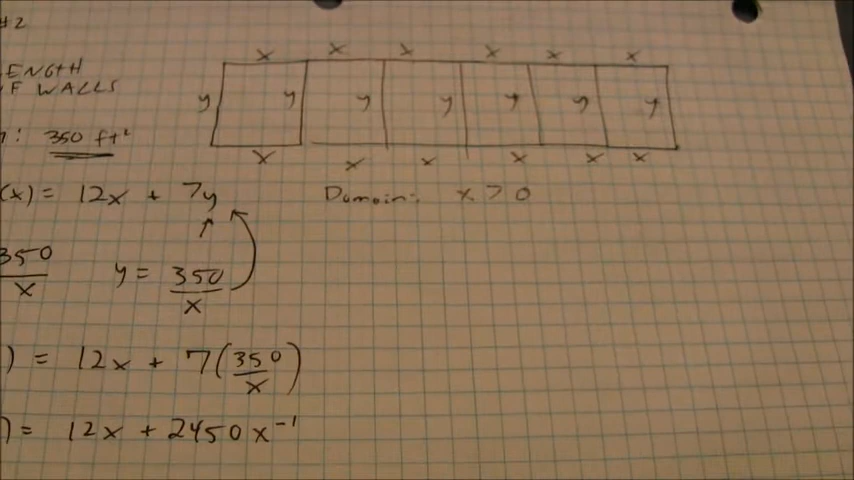 #2
x x x x x x
ENGTH
F WALLS
y y y y y y y
: 350 ft²
x x x x x x
(x) = 12x + 7y
Domain: x > 0
350/x
y = 350/x
) = 12x + 7(350/x)
) = 12x + 2450x⁻¹